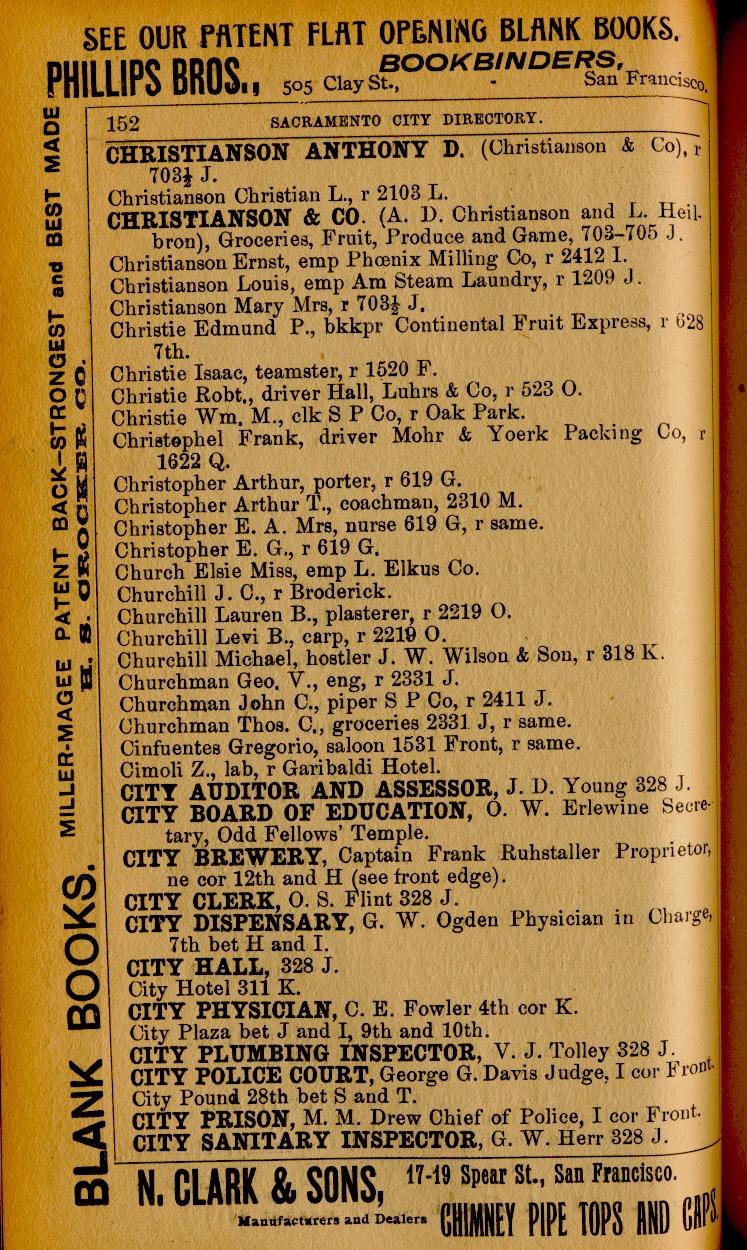 SEE OUR PATENT FLAT OPENING BLANK BOOKS.
PHILLIPS BROS., BOOKBINDERS,
505 Clay St., - San Francisco.
152 SACRAMENTO CITY DIRECTORY.
CHRISTIANSON ANTHONY D. (Christianson & Co), r
703½ J.
Christianson Christian L., r 2103 L.
CHRISTIANSON & CO. (A. D. Christianson and L. Heil-
bron), Groceries, Fruit, Produce and Game, 703-705 J.
Christianson Ernst, emp Phœnix Milling Co, r 2412 I.
Christianson Louis, emp Am Steam Laundry, r 1209 J.
Christianson Mary Mrs, r 703½ J.
Christie Edmund P., bkkpr Continental Fruit Express, r 628
7th.
Christie Isaac, teamster, r 1520 F.
Christie Robt., driver Hall, Luhrs & Co, r 523 O.
Christie Wm. M., clk S P Co, r Oak Park.
Christophel Frank, driver Mohr & Yoerk Packing Co, r
1622 Q.
Christopher Arthur, porter, r 619 G.
Christopher Arthur T., coachman, 2310 M.
Christopher E. A. Mrs, nurse 619 G, r same.
Christopher E. G., r 619 G.
Church Elsie Miss, emp L. Elkus Co.
Churchill J. C., r Broderick.
Churchill Lauren B., plasterer, r 2219 O.
Churchill Levi B., carp, r 2219 O.
Churchill Michael, hostler J. W. Wilson & Son, r 318 K.
Churchman Geo. V., eng, r 2331 J.
Churchman John C., piper S P Co, r 2411 J.
Churchman Thos. C., groceries 2331 J, r same.
Cinfuentes Gregorio, saloon 1531 Front, r same.
Cimoli Z., lab, r Garibaldi Hotel.
CITY AUDITOR AND ASSESSOR, J. D. Young 328 J.
CITY BOARD OF EDUCATION, O. W. Erlewine Secre-
tary, Odd Fellows' Temple.
CITY BREWERY, Captain Frank Ruhstaller Proprietor,
ne cor 12th and H (see front edge).
CITY CLERK, O. S. Flint 328 J.
CITY DISPENSARY, G. W. Ogden Physician in Charge,
7th bet H and I.
CITY HALL, 328 J.
City Hotel 311 K.
CITY PHYSICIAN, C. E. Fowler 4th cor K.
City Plaza bet J and I, 9th and 10th.
CITY PLUMBING INSPECTOR, V. J. Tolley 328 J.
CITY POLICE COURT, George G. Davis Judge, I cor Front.
City Pound 28th bet S and T.
CITY PRISON, M. M. Drew Chief of Police, I cor Front.
CITY SANITARY INSPECTOR, G. W. Herr 328 J.
BLANK BOOKS. MILLER-MAGEE PATENT BACK—STRONGEST and BEST MADE
H. S. CROCKER CO.
N. CLARK & SONS, 17-19 Spear St., San Francisco.
Manufacturers and Dealers CHIMNEY PIPE TOPS AND CAPS.